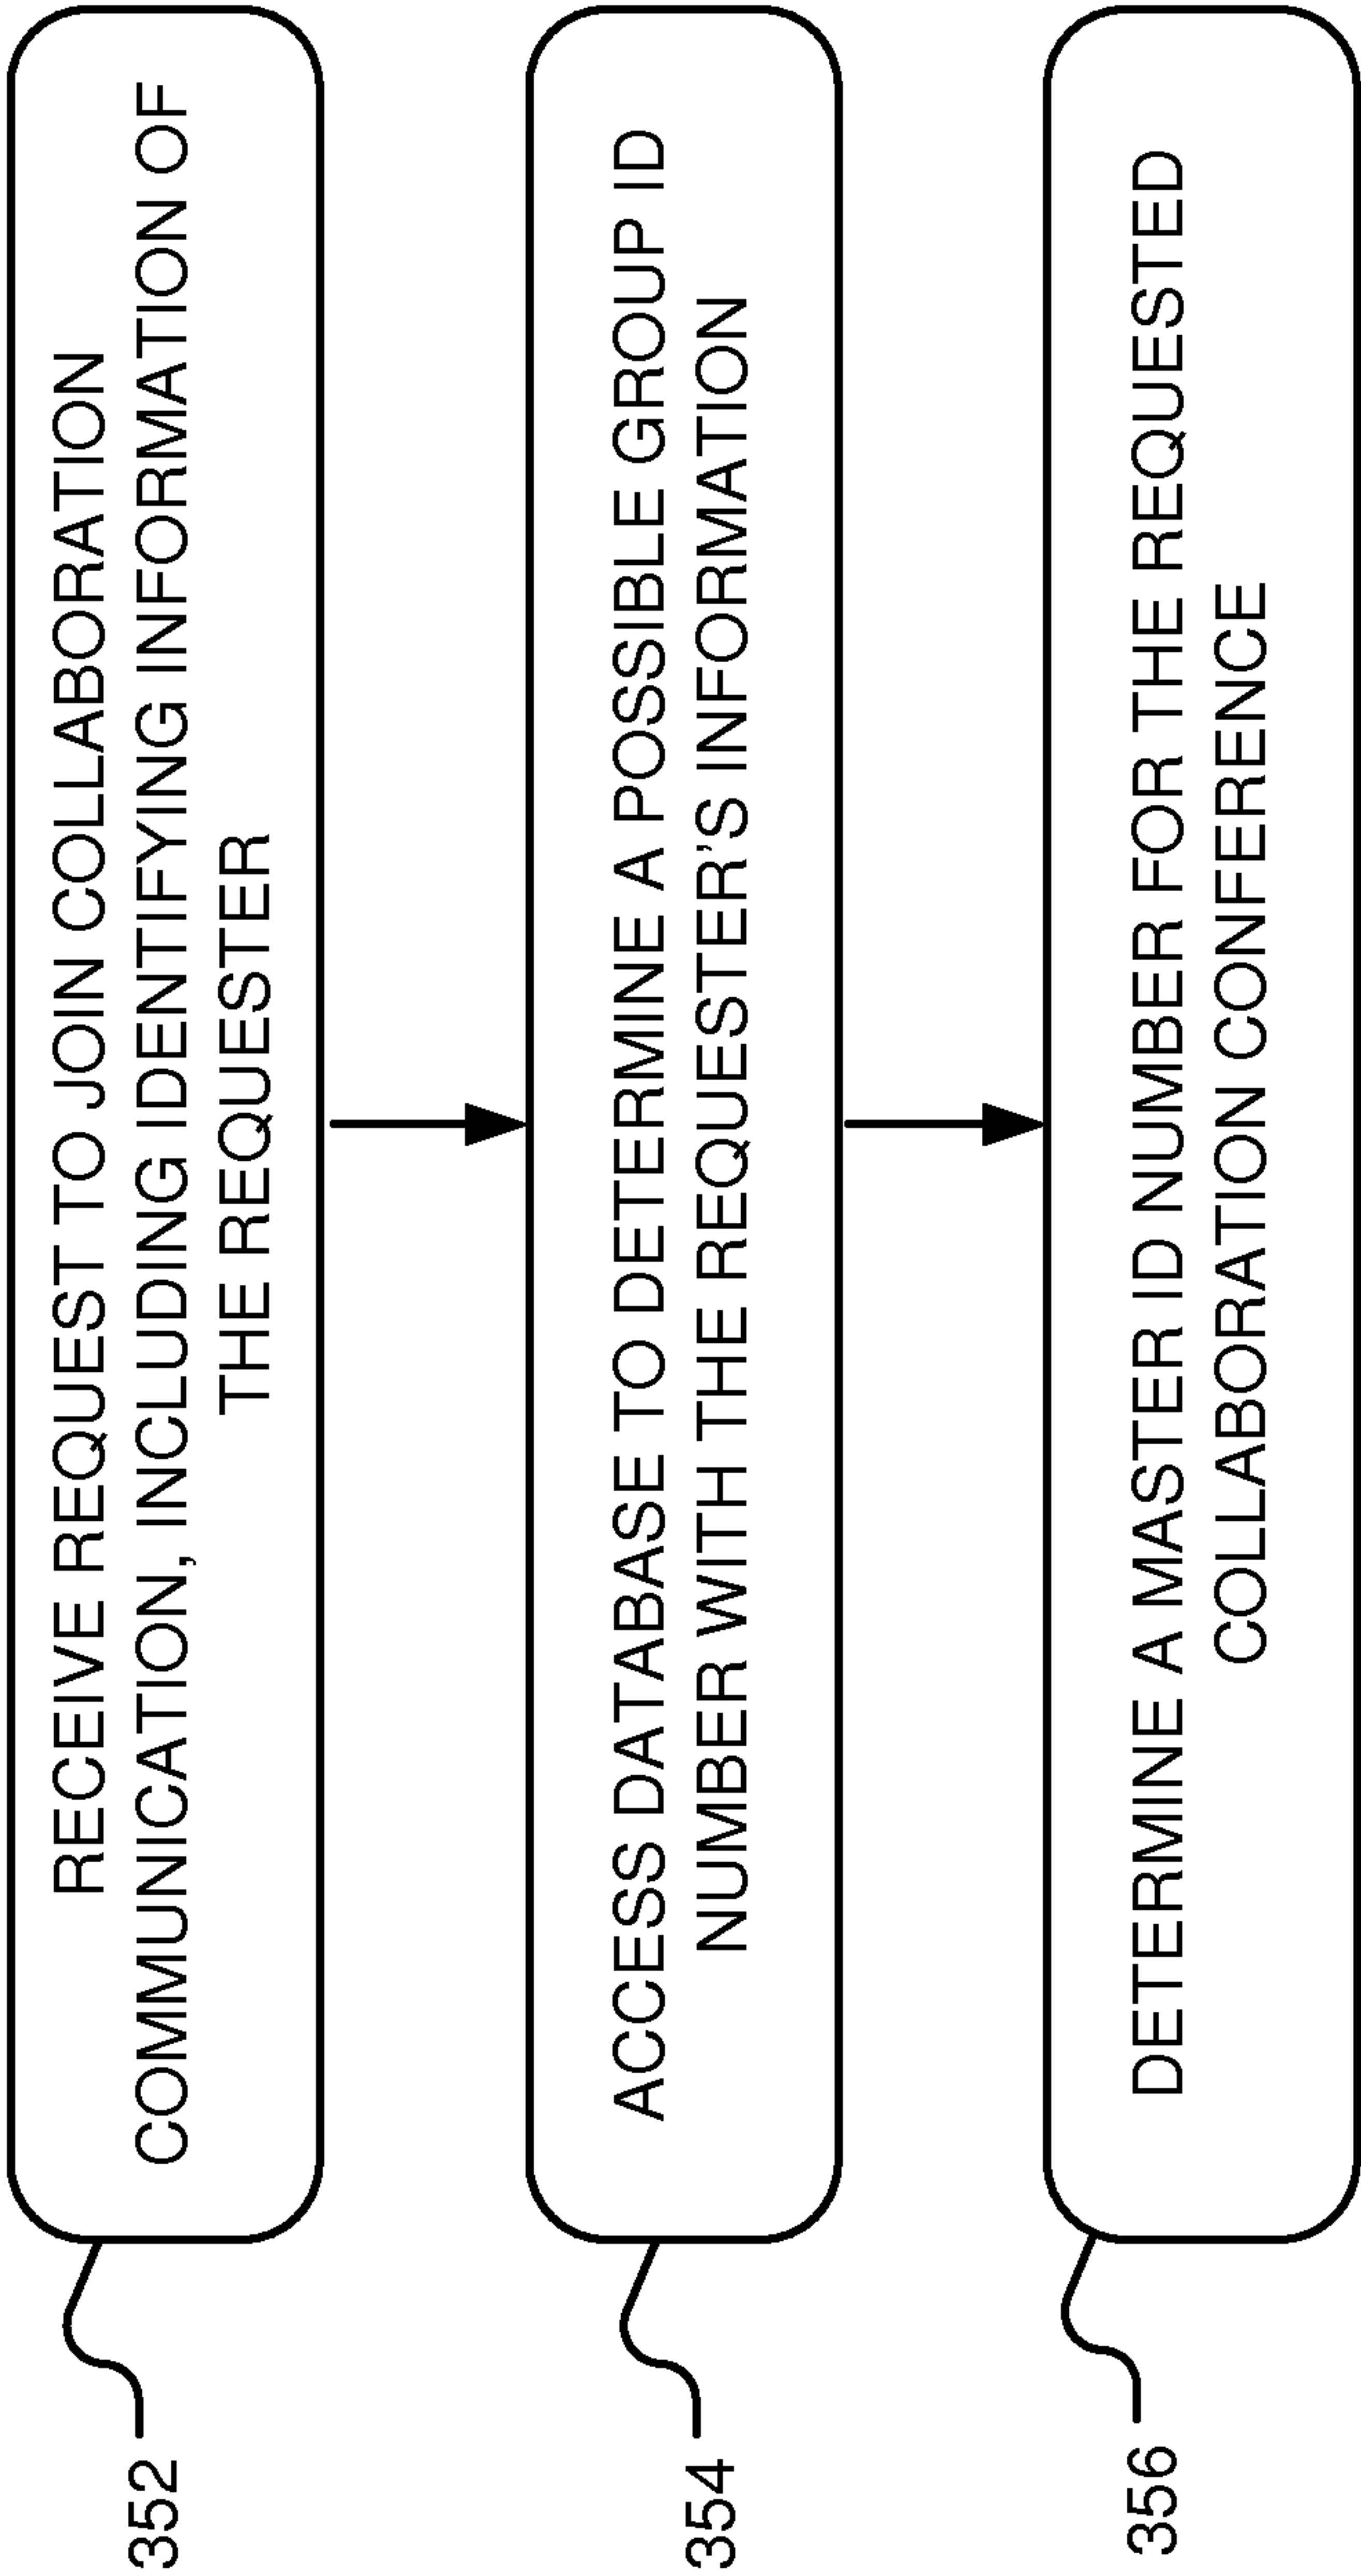 RECEIVE REQUEST TO JOIN COLLABORATION
COMMUNICATION, INCLUDING IDENTIFYING INFORMATION OF
THE REQUESTER
352
ACCESS DATABASE TO DETERMINE A POSSIBLE GROUP ID
NUMBER WITH THE REQUESTER'S INFORMATION
354
DETERMINE A MASTER ID NUMBER FOR THE REQUESTED
COLLABORATION CONFERENCE
356